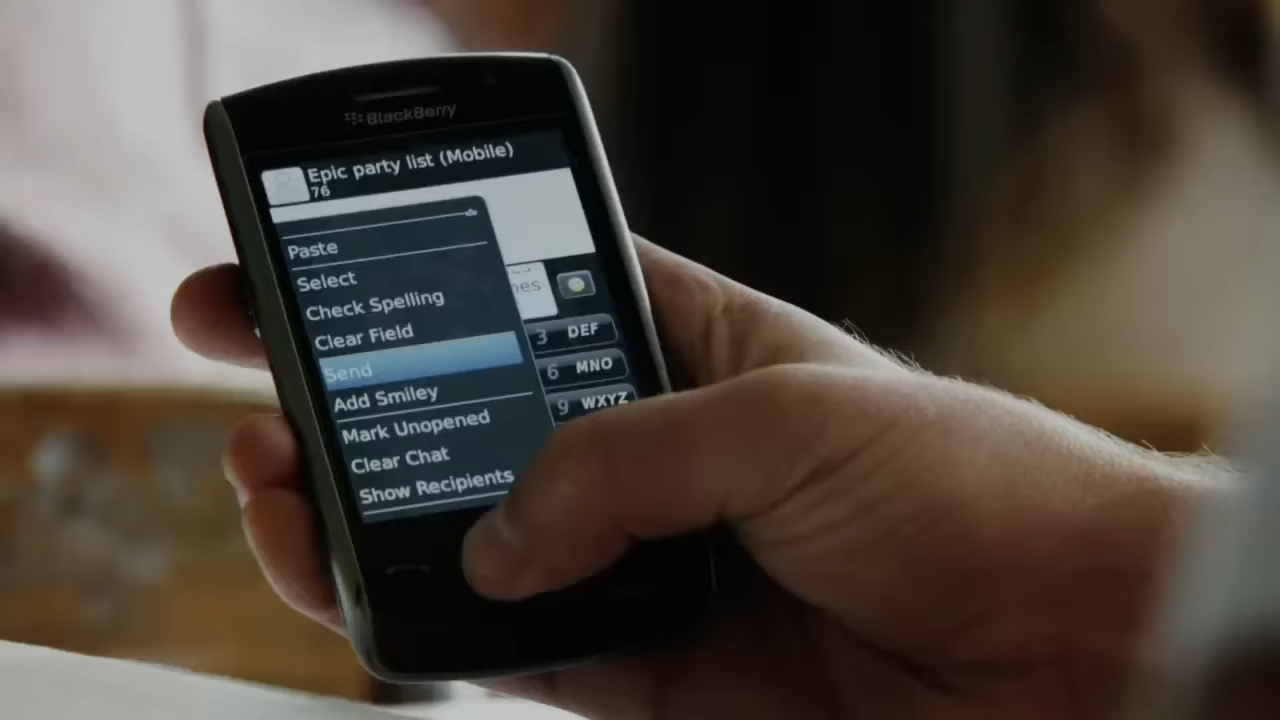 BlackBerry
Epic party list (Mobile)
76
Paste
Select
Check Spelling
Clear Field
Send
Add Smiley
Mark Unopened
Clear Chat
Show Recipients
3 DEF
6 MNO
9 WXYZ